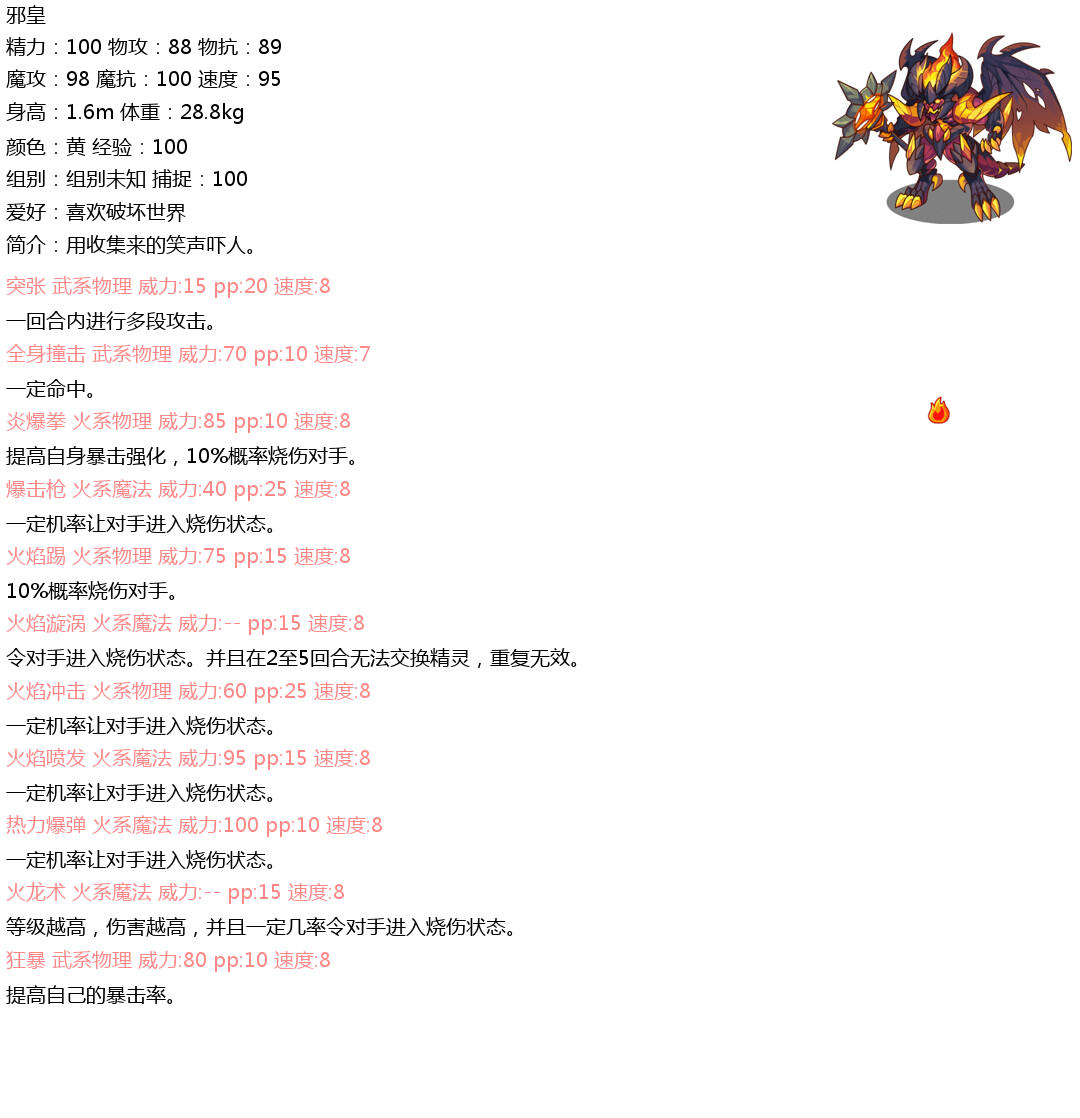 邪皇
精力：100 物攻：88 物抗：89
魔攻：98 魔抗：100 速度：95
身高：1.6m 体重：28.8kg
颜色：黄 经验：100
组别：组别未知 捕捉：100
爱好：喜欢破坏世界
简介：用收集来的笑声吓人。
突张 武系物理 威力:15 pp:20 速度:8
一回合内进行多段攻击。
全身撞击 武系物理 威力:70 pp:10 速度:7
一定命中。
炎爆拳 火系物理 威力:85 pp:10 速度:8
提高自身暴击强化，10%概率烧伤对手。
爆击枪 火系魔法 威力:40 pp:25 速度:8
一定机率让对手进入烧伤状态。
火焰踢 火系物理 威力:75 pp:15 速度:8
10%概率烧伤对手。
火焰漩涡 火系魔法 威力:-- pp:15 速度:8
令对手进入烧伤状态。并且在2至5回合无法交换精灵，重复无效。
火焰冲击 火系物理 威力:60 pp:25 速度:8
一定机率让对手进入烧伤状态。
火焰喷发 火系魔法 威力:95 pp:15 速度:8
一定机率让对手进入烧伤状态。
热力爆弹 火系魔法 威力:100 pp:10 速度:8
一定机率让对手进入烧伤状态。
火龙术 火系魔法 威力:-- pp:15 速度:8
等级越高，伤害越高，并且一定几率令对手进入烧伤状态。
狂暴 武系物理 威力:80 pp:10 速度:8
提高自己的暴击率。